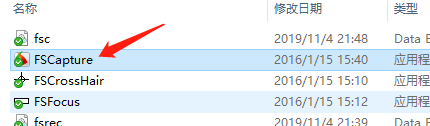 名称 修改日期 类型
fsc 2019/11/4 21:48 Data B
FSCapture 2016/1/15 15:40 应用程
FSCrossHair 2016/1/15 15:10 应用程
FSFocus 2016/1/15 15:12 应用程
fsrec 2019/11/4 21:39 Data B